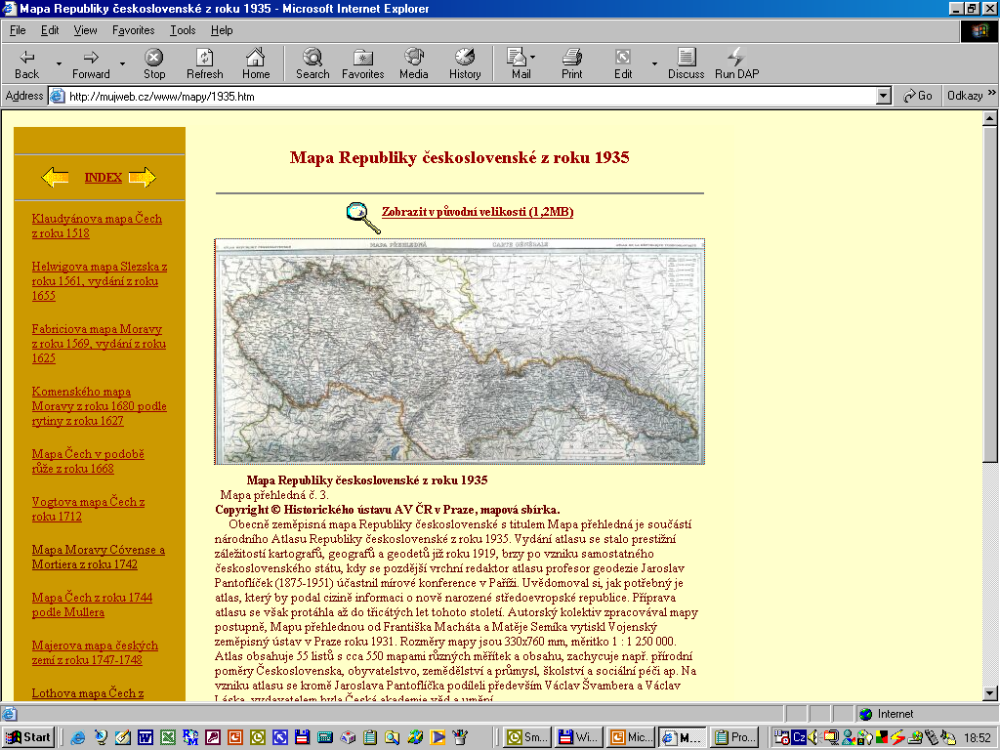 Mapa Republiky československé z roku 1935 - Microsoft Internet Explorer
File Edit View Favorites Tools Help
Back Forward Stop Refresh Home Search Favorites Media History Mail Print Edit Discuss Run DAP
Address http://mujweb.cz/www/mapy/1935.htm Go Odkazy »
INDEX
Klaudyánova mapa Čech
z roku 1518
Helwigova mapa Slezska z
roku 1561, vydání z roku
1655
Fabriciova mapa Moravy
z roku 1569, vydání z roku
1625
Komenského mapa
Moravy z roku 1680 podle
rytiny z roku 1627
Mapa Čech v podobě
růže z roku 1668
Vogtova mapa Čech z
roku 1712
Mapa Moravy Cóvense a
Mortiera z roku 1742
Mapa Čech z roku 1744
podle Mullera
Majerova mapa českých
zemí z roku 1747-1748
Lothova mapa Čech z
Mapa Republiky československé z roku 1935
Zobrazit v původní velikosti (1,2MB)
MAPA PŘEHLEDNÁ CARTE GÉNÉRALE
Mapa Republiky československé z roku 1935
Mapa přehledná č. 3.
Copyright © Historického ústavu AV ČR v Praze, mapová sbírka.
Obecně zeměpisná mapa Republiky československé s titulem Mapa přehledná je součástí
národního Atlasu Republiky československé z roku 1935. Vydání atlasu se stalo prestižní
záležitostí kartografů, geografů a geodetů již roku 1919, brzy po vzniku samostatného
československého státu, kdy se pozdější vrchní redaktor atlasu profesor geodezie Jaroslav
Pantoflíček (1875-1951) účastnil mírové konference v Paříži. Uvědomoval si, jak potřebný je
atlas, který by podal cizině informaci o nově narozené středoevropské republice. Příprava
atlasu se však protáhla až do třicátých let tohoto století. Autorský kolektiv zpracovával mapy
postupně, Mapu přehlednou od Františka Macháta a Matěje Semíka vytiskl Vojenský
zeměpisný ústav v Praze roku 1931. Rozměry mapy jsou 330x760 mm, měřítko 1 : 1 250 000.
Atlas obsahuje 55 listů s cca 550 mapami různých měřítek a obsahu, zachycuje např. přírodní
poměry Československa, obyvatelstvo, zemědělství a průmysl, školství a sociální péči ap. Na
vzniku atlasu se kromě Jaroslava Pantoflíčka podíleli především Václav Švambera a Václav
Láska, vydavatelem byla Česká akademie věd a umění.
Internet
Start Sm... Wi... Mic... M... Pro... Cz 18:52